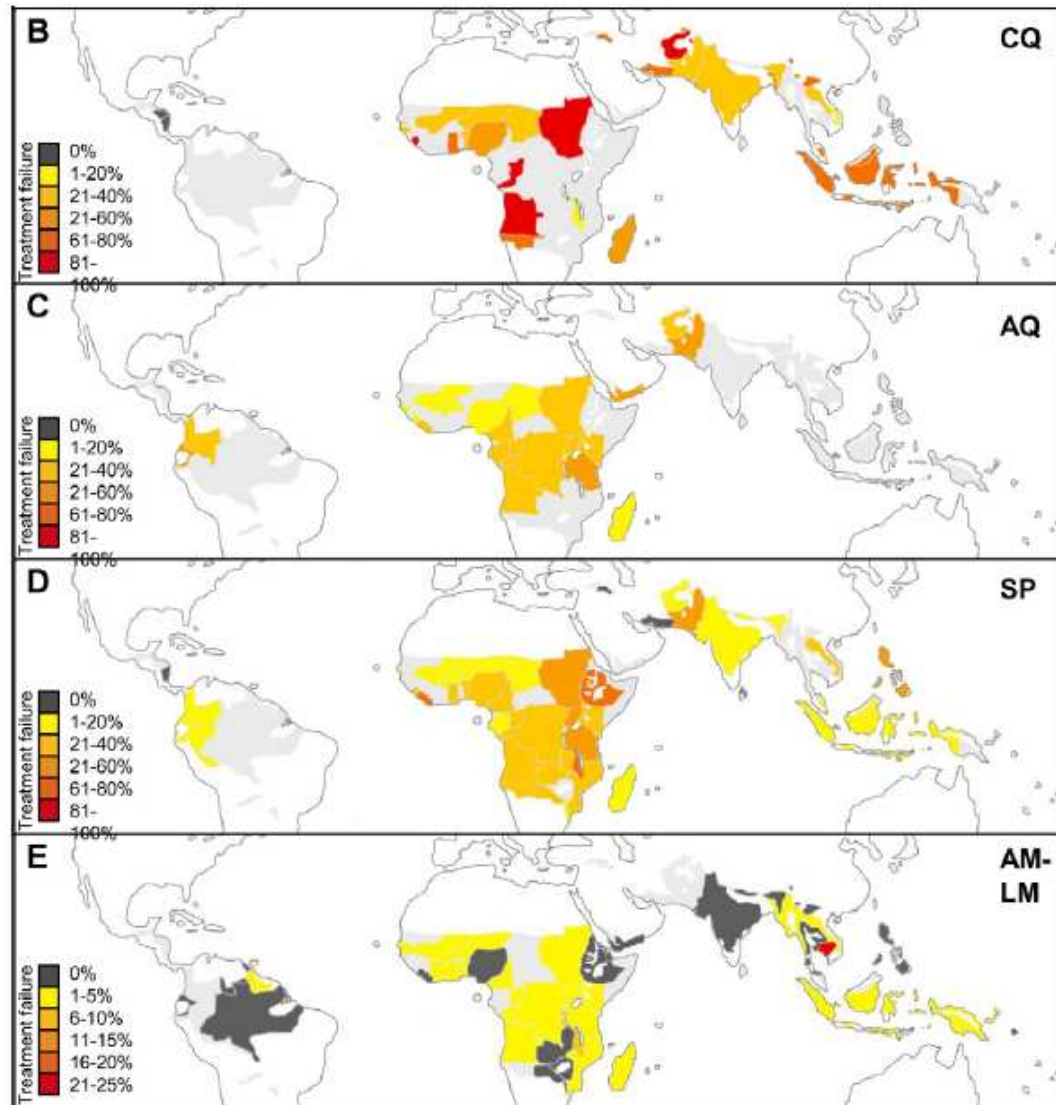 B
CQ
Treatment failure
0%
1-20%
21-40%
21-60%
61-80%
81-
100%
C
AQ
Treatment failure
0%
1-20%
21-40%
21-60%
61-80%
81-
100%
D
SP
Treatment failure
0%
1-20%
21-40%
21-60%
61-80%
81-
100%
E
AM-
LM
Treatment failure
0%
1-5%
6-10%
11-15%
16-20%
21-25%